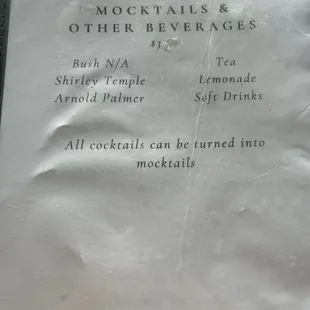 MOCKTAILS &
OTHER BEVERAGES
$3
Bush N/A
Shirley Temple
Arnold Palmer
Tea
Lemonade
Soft Drinks
All cocktails can be turned into
mocktails